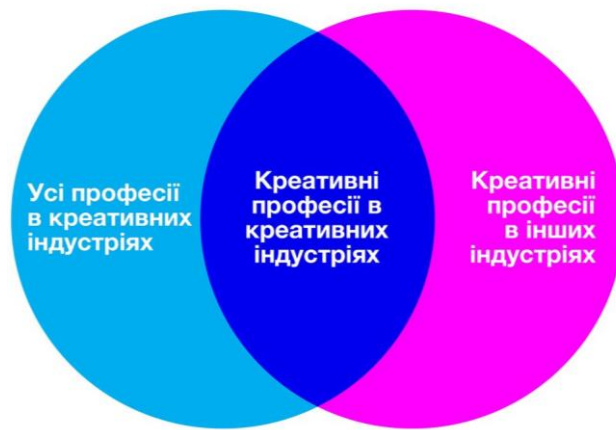 Усі професії
в креативних
індустріях
Креативні
професії в
креативних
індустріях
Креативні
професії
в інших
індустріях